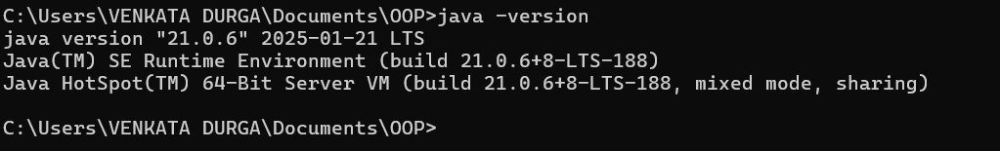 C:\Users\VENKATA DURGA\Documents\OOP>java -version
java version "21.0.6" 2025-01-21 LTS
Java(TM) SE Runtime Environment (build 21.0.6+8-LTS-188)
Java HotSpot(TM) 64-Bit Server VM (build 21.0.6+8-LTS-188, mixed mode, sharing)
C:\Users\VENKATA DURGA\Documents\OOP>